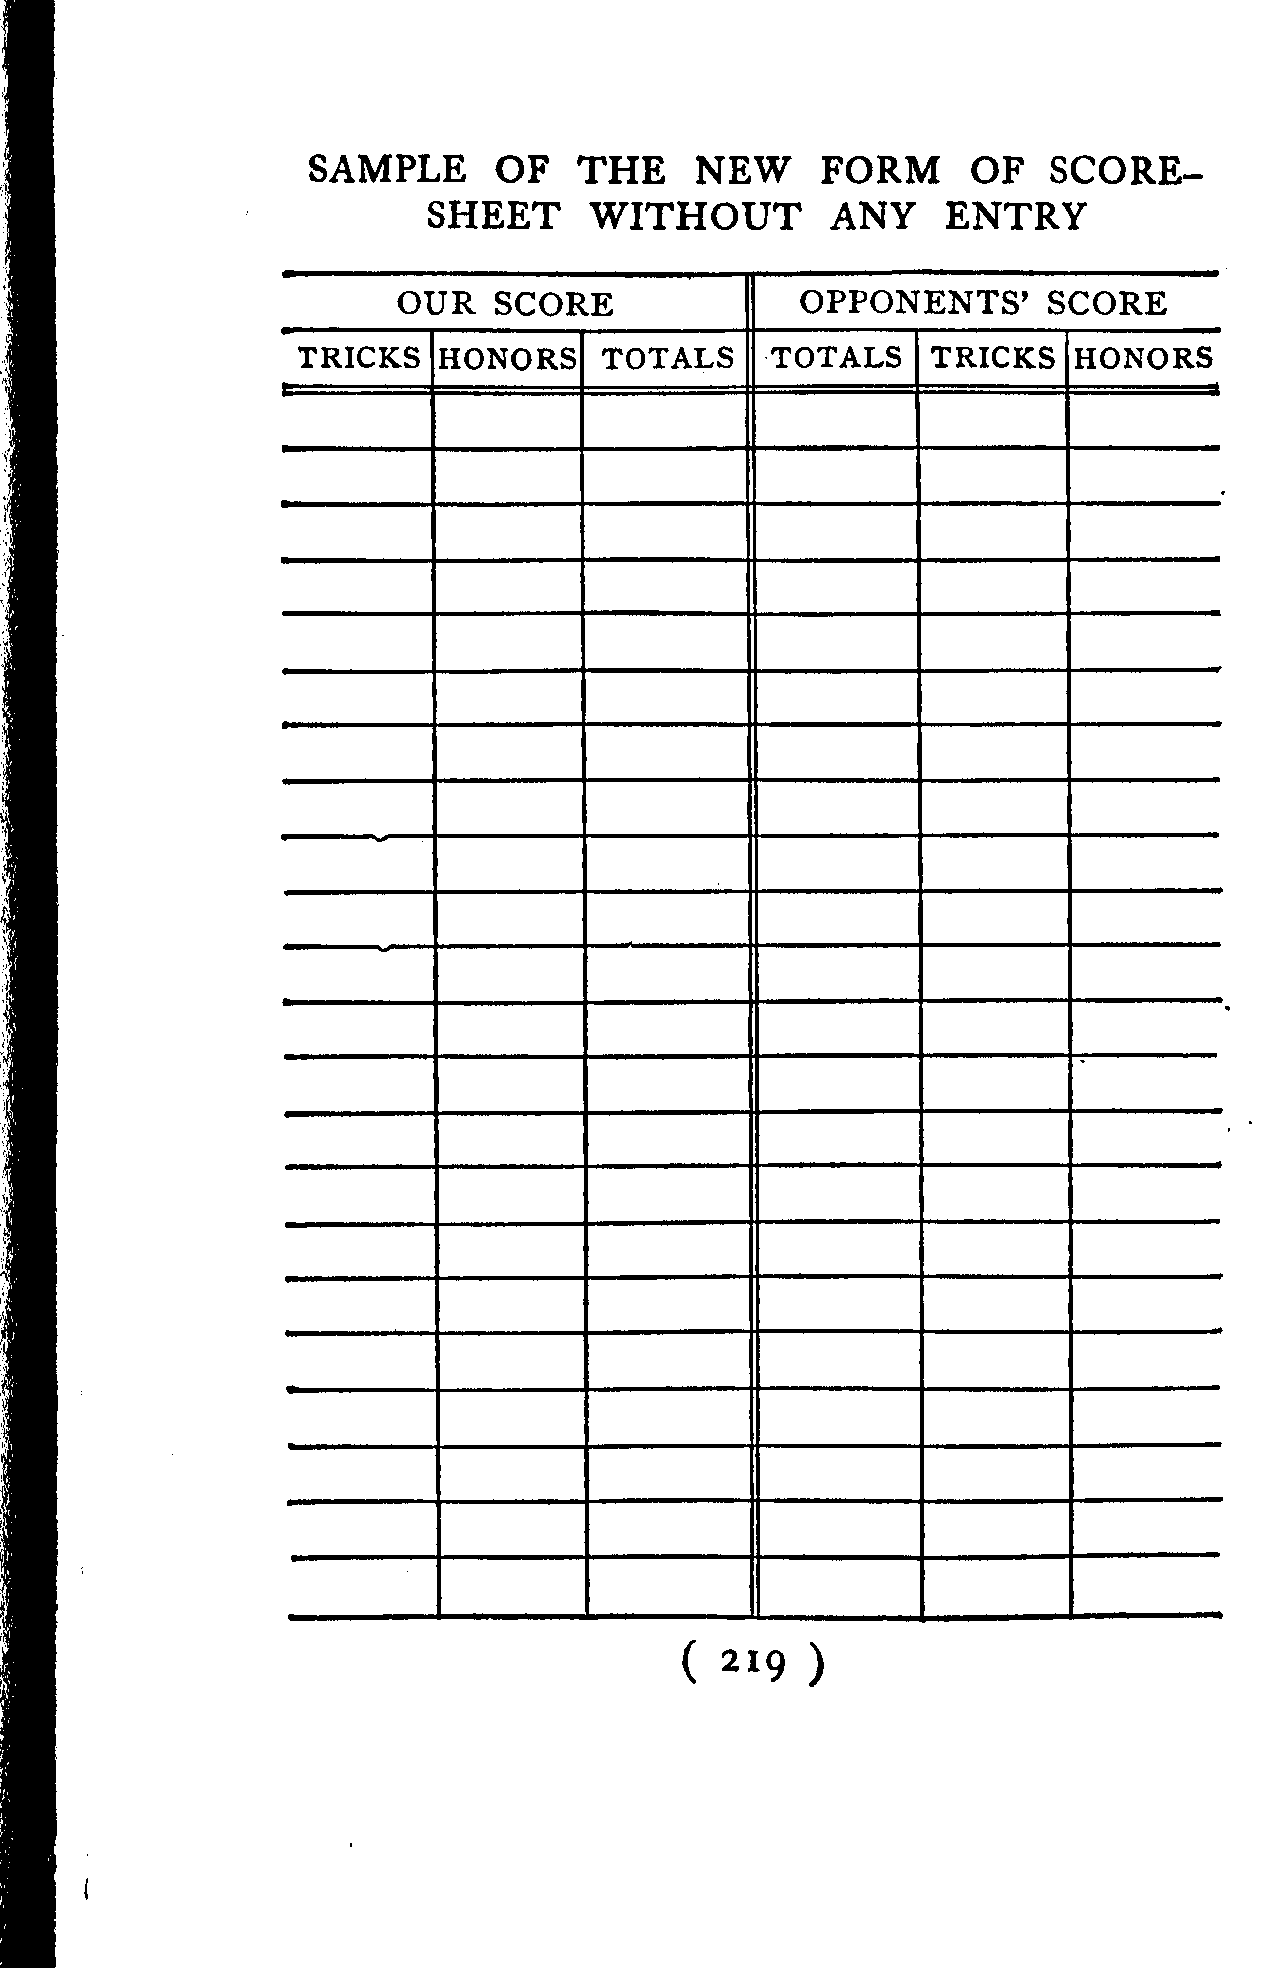 SAMPLE OF THE NEW FORM OF SCORE-
SHEET WITHOUT ANY ENTRY
OUR SCORE OPPONENTS' SCORE
TRICKS HONORS TOTALS TOTALS TRICKS HONORS
( 219 )